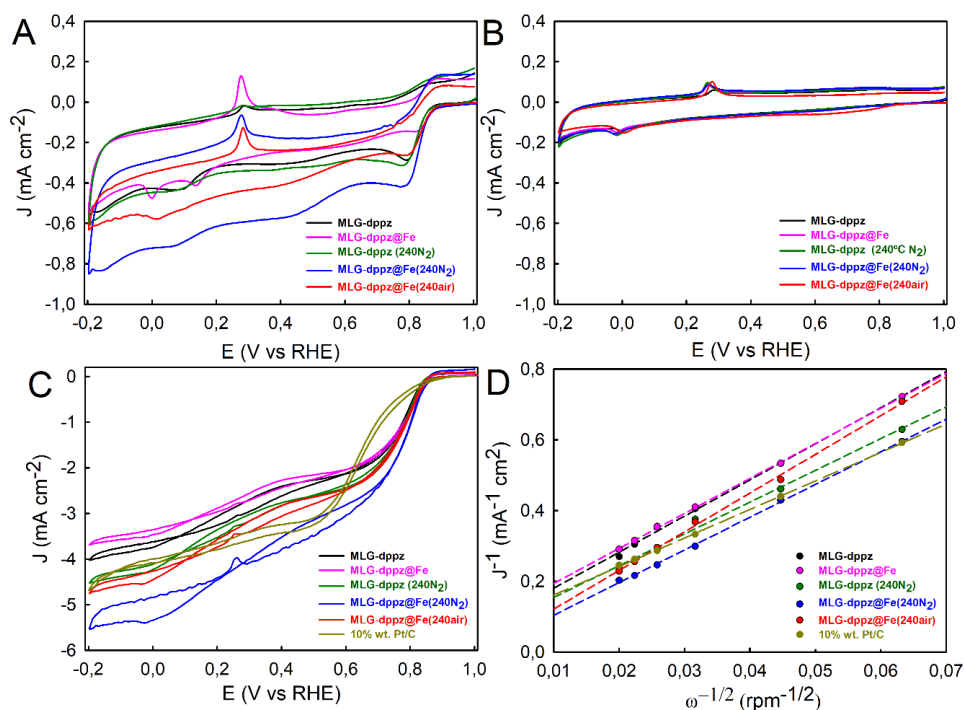 A
0,4
0,2
0,0
-0,2
-0,4
-0,6
-0,8
-1,0
J (mA cm-2)
-0,2 0,0 0,2 0,4 0,6 0,8 1,0
E (V vs RHE)
MLG-dppz
MLG-dppz@Fe
MLG-dppz (240N2)
MLG-dppz@Fe(240N2)
MLG-dppz@Fe(240air)
B
0,4
0,2
0,0
-0,2
-0,4
-0,6
-0,8
-1,0
J (mA cm-2)
-0,2 0,0 0,2 0,4 0,6 0,8 1,0
E (V vs RHE)
MLG-dppz
MLG-dppz@Fe
MLG-dppz (240ºC N2)
MLG-dppz@Fe(240N2)
MLG-dppz@Fe(240air)
C
0
-1
-2
-3
-4
-5
-6
J (mA cm-2)
-0,2 0,0 0,2 0,4 0,6 0,8 1,0
E (V vs RHE)
MLG-dppz
MLG-dppz@Fe
MLG-dppz (240N2)
MLG-dppz@Fe(240N2)
MLG-dppz@Fe(240air)
10% wt. Pt/C
D
0,8
0,6
0,4
0,2
0,0
J-1 (mA-1 cm2)
0,01 0,02 0,03 0,04 0,05 0,06 0,07
ω-1/2 (rpm-1/2)
MLG-dppz
MLG-dppz@Fe
MLG-dppz (240N2)
MLG-dppz@Fe(240N2)
MLG-dppz@Fe(240air)
10% wt. Pt/C